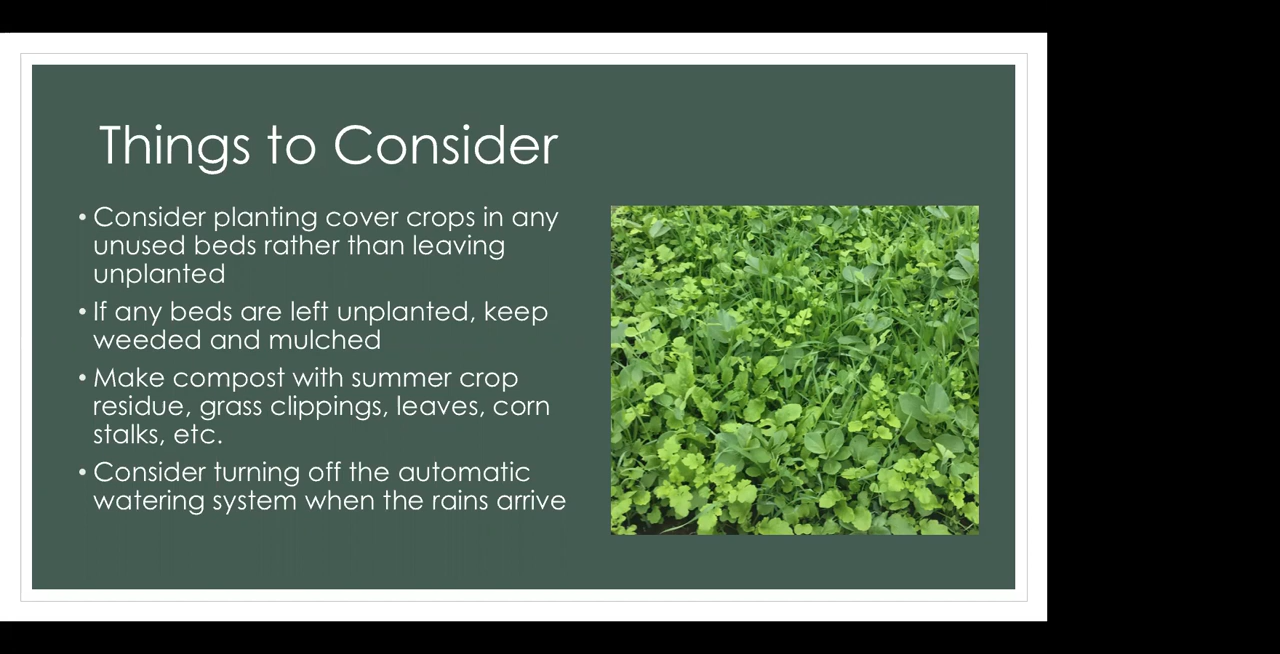 Things to Consider
• Consider planting cover crops in any
unused beds rather than leaving
unplanted
• If any beds are left unplanted, keep
weeded and mulched
• Make compost with summer crop
residue, grass clippings, leaves, corn
stalks, etc.
• Consider turning off the automatic
watering system when the rains arrive